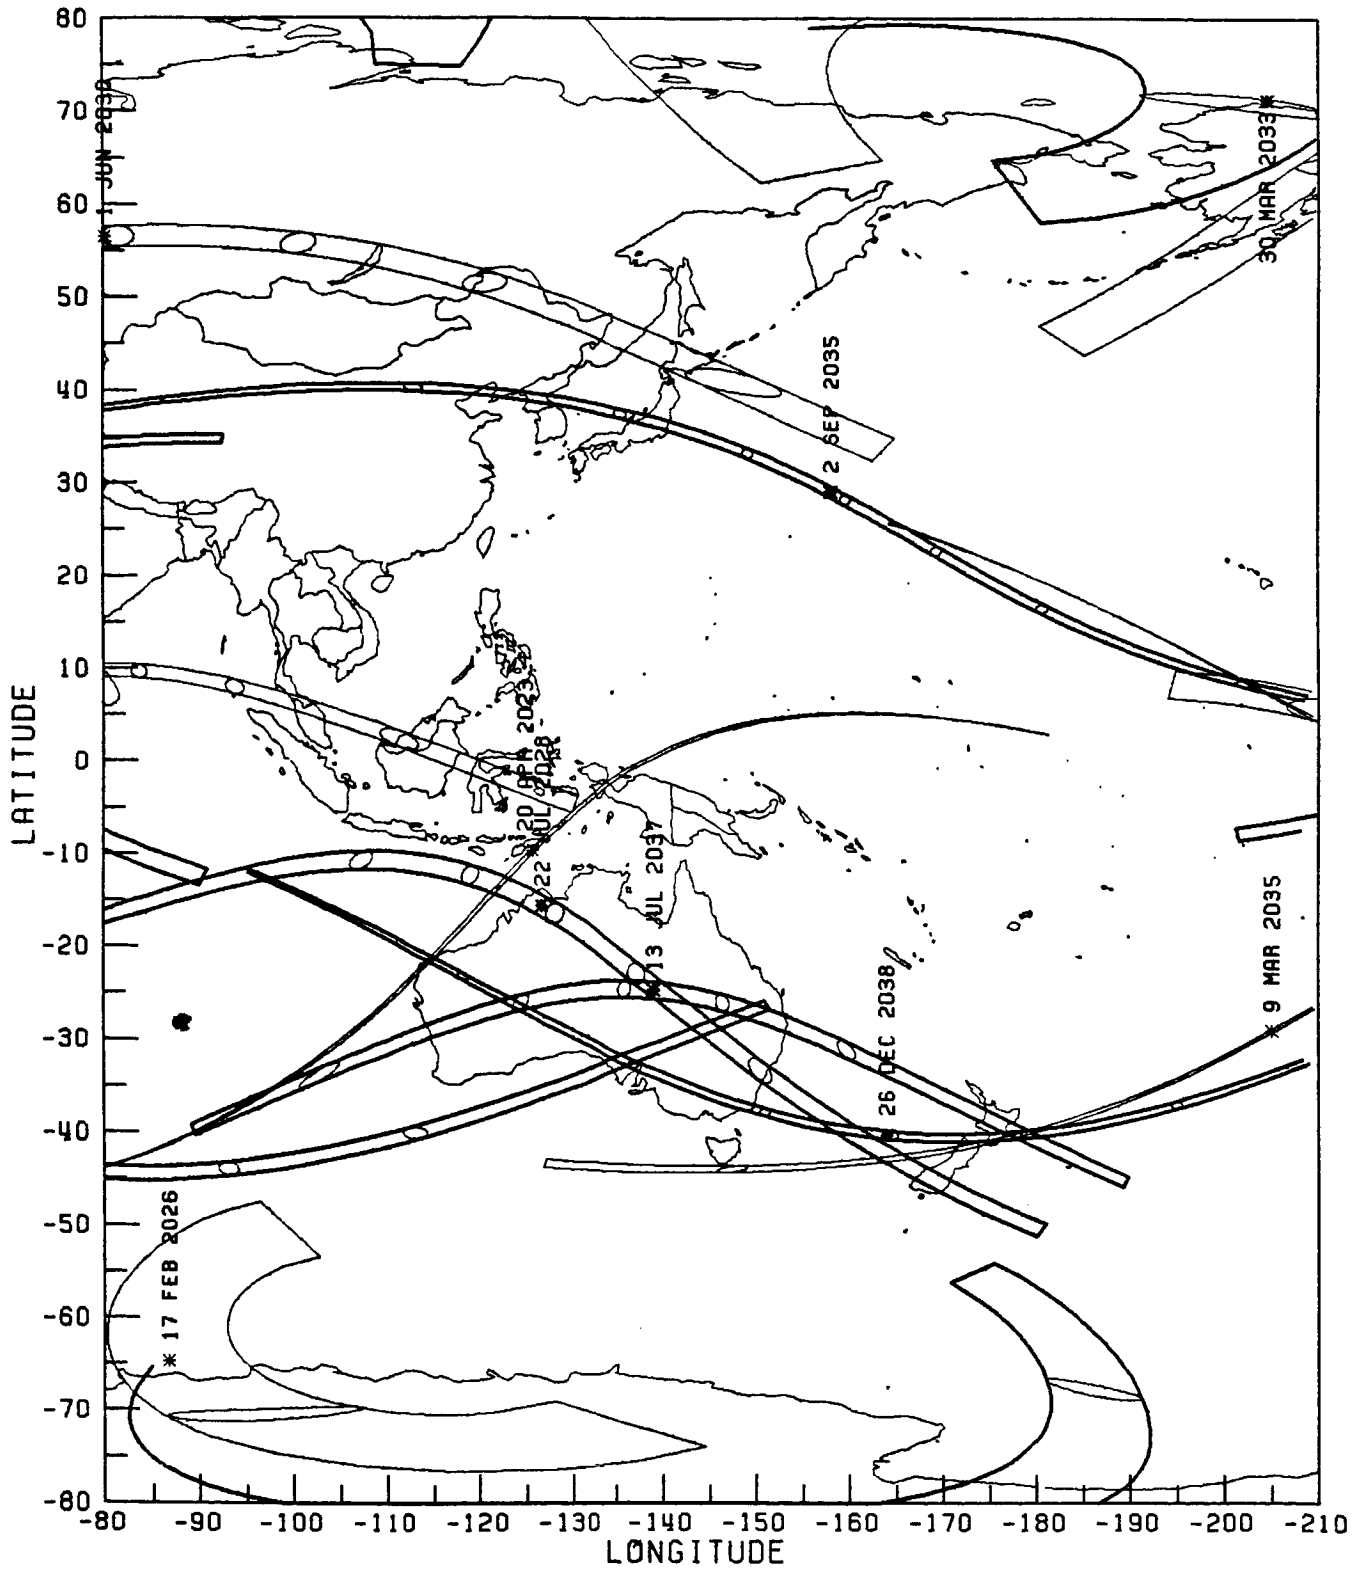 80
70
60
50
40
30
20
10
0
-10
-20
-30
-40
-50
-60
-70
-80
LATITUDE
1 JUN 2030
30 MAR 2033
2 SEP 2035
20 APR 2023
22 JUL 2028
13 JUL 2037
26 DEC 2038
9 MAR 2035
17 FEB 2026
-80 -90 -100 -110 -120 -130 -140 -150 -160 -170 -180 -190 -200 -210
LONGITUDE